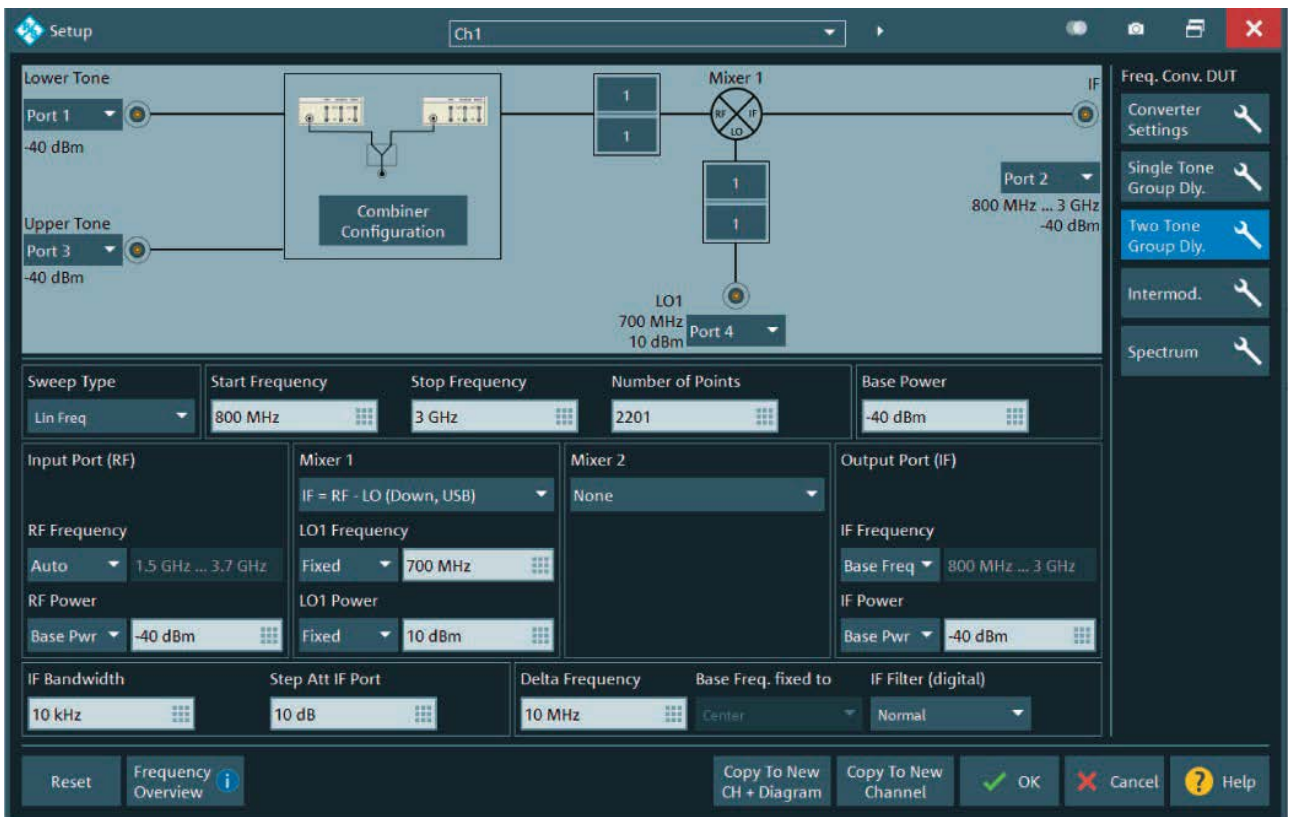 Setup
Ch1
Lower Tone
Port 1
-40 dBm
Upper Tone
Port 3
-40 dBm
Combiner
Configuration
1
1
Mixer 1
RF
IF
LO
1
1
LO1
700 MHz
10 dBm
Port 4
IF
Port 2
800 MHz ... 3 GHz
-40 dBm
Freq. Conv. DUT
Converter
Settings
Single Tone
Group Dly.
Two Tone
Group Dly.
Intermod.
Spectrum
Sweep Type
Lin Freq
Start Frequency
800 MHz
Stop Frequency
3 GHz
Number of Points
2201
Base Power
-40 dBm
Input Port (RF)
RF Frequency
Auto
1.5 GHz ... 3.7 GHz
RF Power
Base Pwr
-40 dBm
Mixer 1
IF = RF - LO (Down, USB)
LO1 Frequency
Fixed
700 MHz
LO1 Power
Fixed
10 dBm
Mixer 2
None
Output Port (IF)
IF Frequency
Base Freq
800 MHz ... 3 GHz
IF Power
Base Pwr
-40 dBm
IF Bandwidth
10 kHz
Step Att IF Port
10 dB
Delta Frequency
10 MHz
Base Freq. fixed to
Center
IF Filter (digital)
Normal
Reset
Frequency
Overview
i
Copy To New
CH + Diagram
Copy To New
Channel
OK
Cancel
?
Help